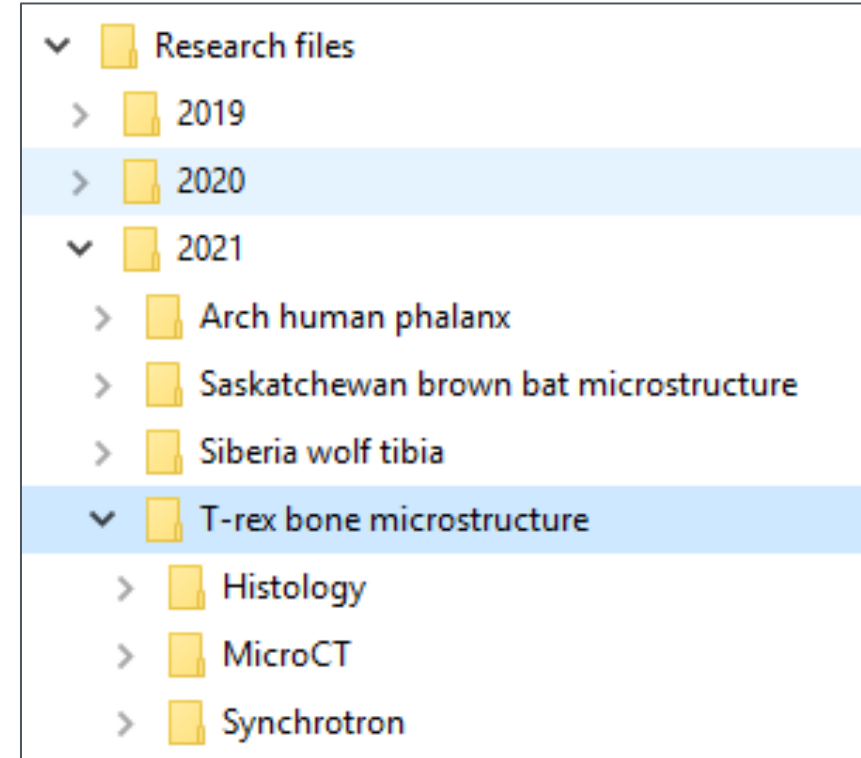 Research files
2019
2020
2021
Arch human phalanx
Saskatchewan brown bat microstructure
Siberia wolf tibia
T-rex bone microstructure
Histology
MicroCT
Synchrotron